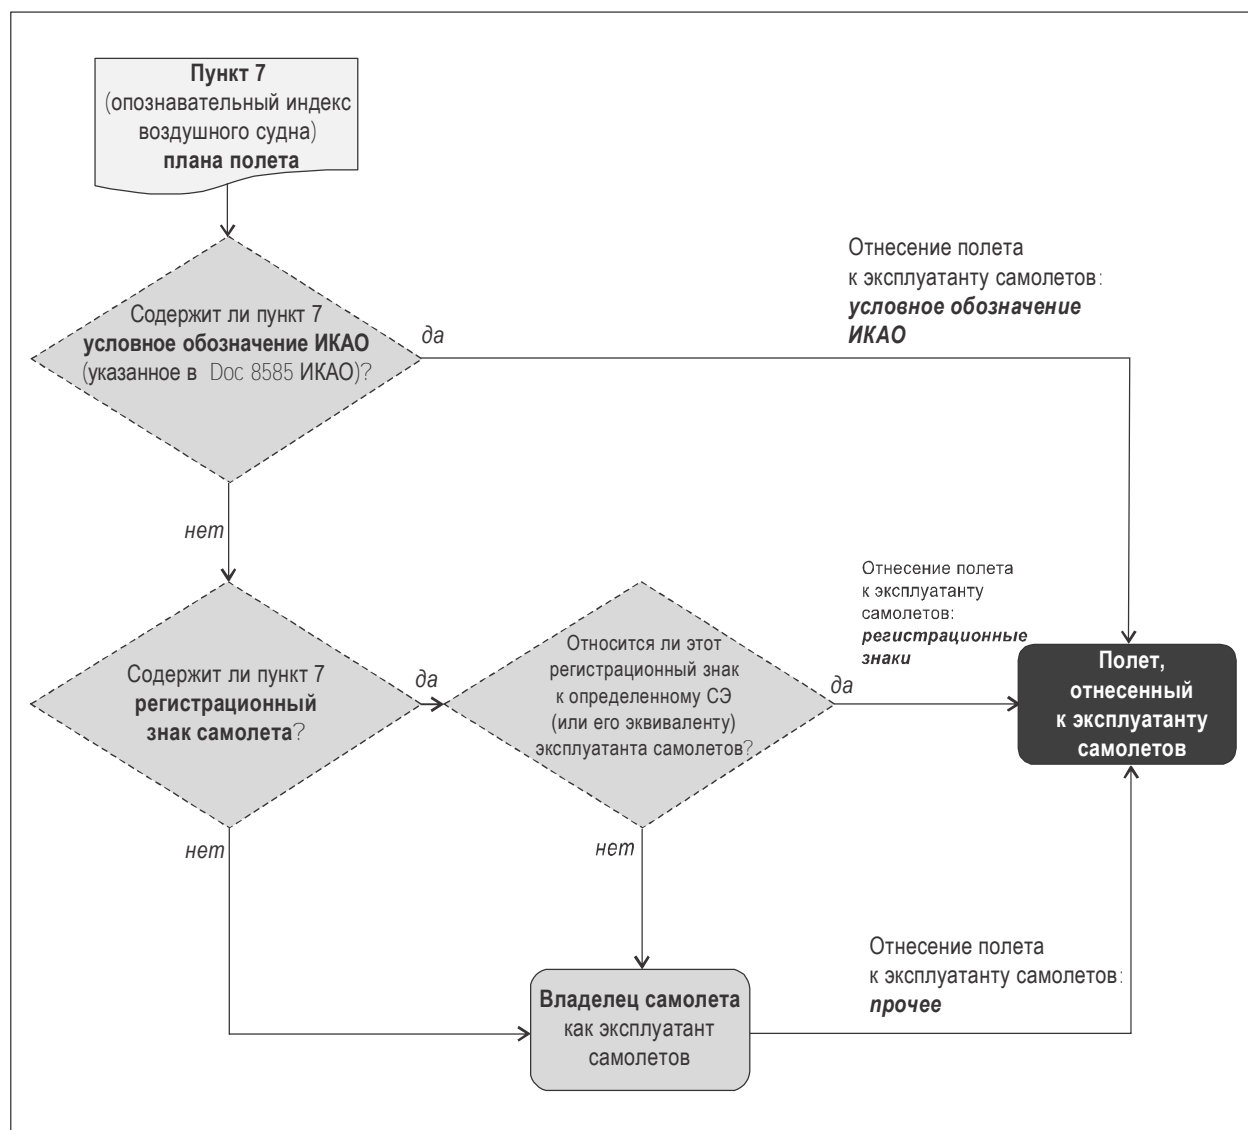 Пункт 7
(опознавательный индекс
воздушного судна)
плана полета
Содержит ли пункт 7
условное обозначение ИКАО
(указанное в Doc 8585 ИКАО)?
да
Отнесение полета
к эксплуатанту самолетов:
условное обозначение
ИКАО
нет
Содержит ли пункт 7
регистрационный
знак самолета?
да
Относится ли этот
регистрационный знак
к определенному СЭ
(или его эквиваленту)
эксплуатанта самолетов?
да
Отнесение полета
к эксплуатанту
самолетов:
регистрационные
знаки
Полет,
отнесенный
к эксплуатанту
самолетов
нет
нет
Владелец самолета
как эксплуатант
самолетов
Отнесение полета
к эксплуатанту самолетов:
прочее